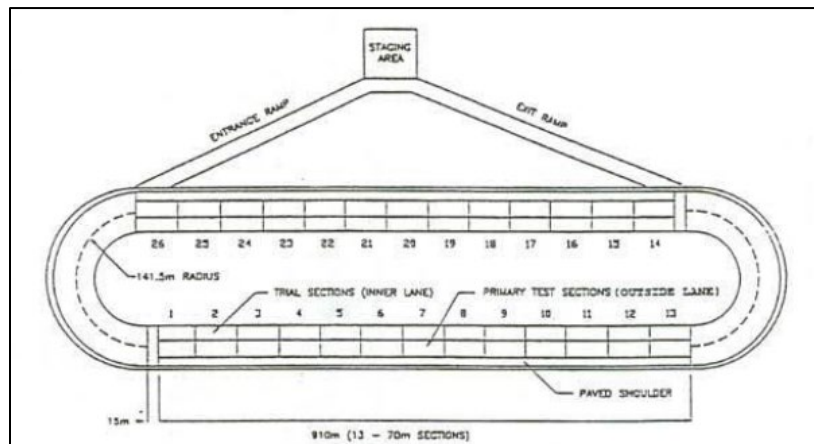 STAGING
AREA
ENTRANCE RAMP
EXIT RAMP
26 25 24 23 22 21 20 19 18 17 16 15 14
141.5m RADIUS
TRIAL SECTIONS (INNER LANE)
PRIMARY TEST SECTIONS (OUTSIDE LANE)
1 2 3 4 5 6 7 8 9 10 11 12 13
PAVED SHOULDER
15m
910m (13 - 70m SECTIONS)